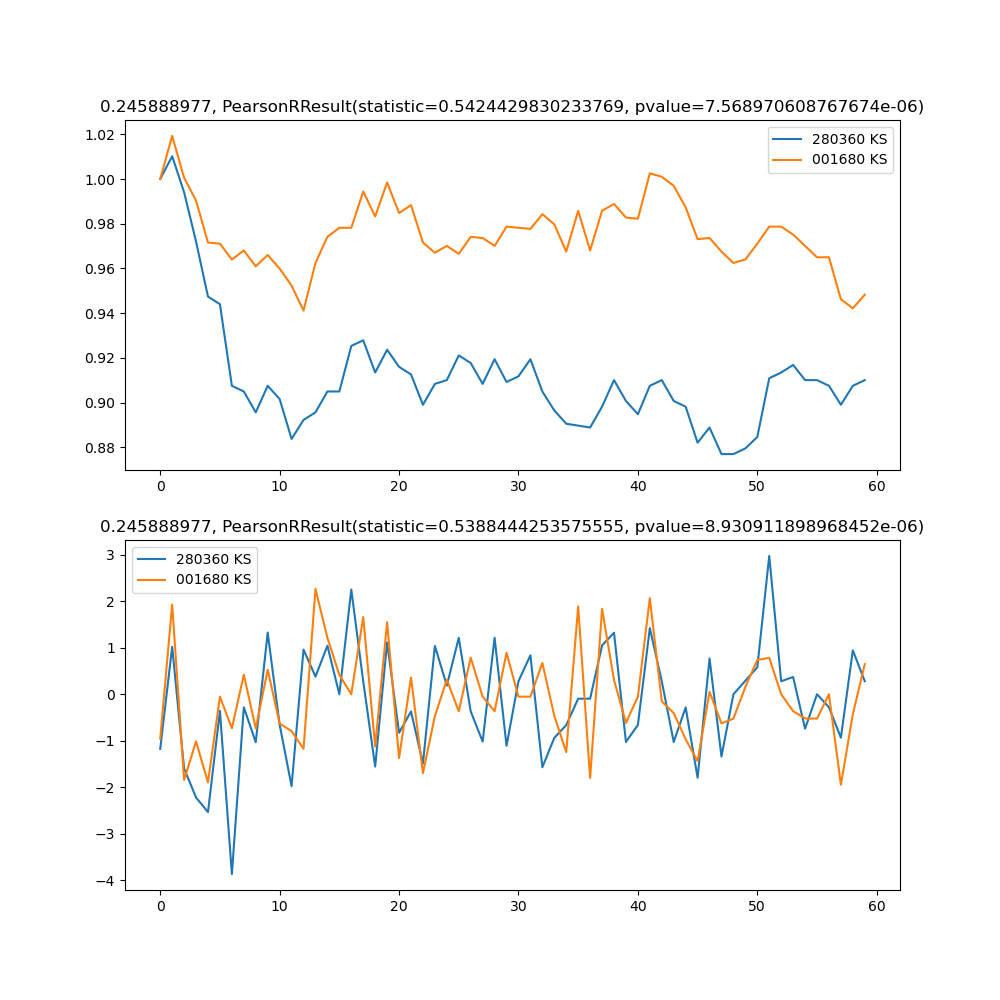 0.245888977, PearsonRResult(statistic=0.5424429830233769, pvalue=7.568970608767674e-06)
280360 KS
001680 KS
1.02
1.00
0.98
0.96
0.94
0.92
0.90
0.88
0 10 20 30 40 50 60
0.245888977, PearsonRResult(statistic=0.5388444253575555, pvalue=8.930911898968452e-06)
280360 KS
001680 KS
3
2
1
0
−1
−2
−3
−4
0 10 20 30 40 50 60